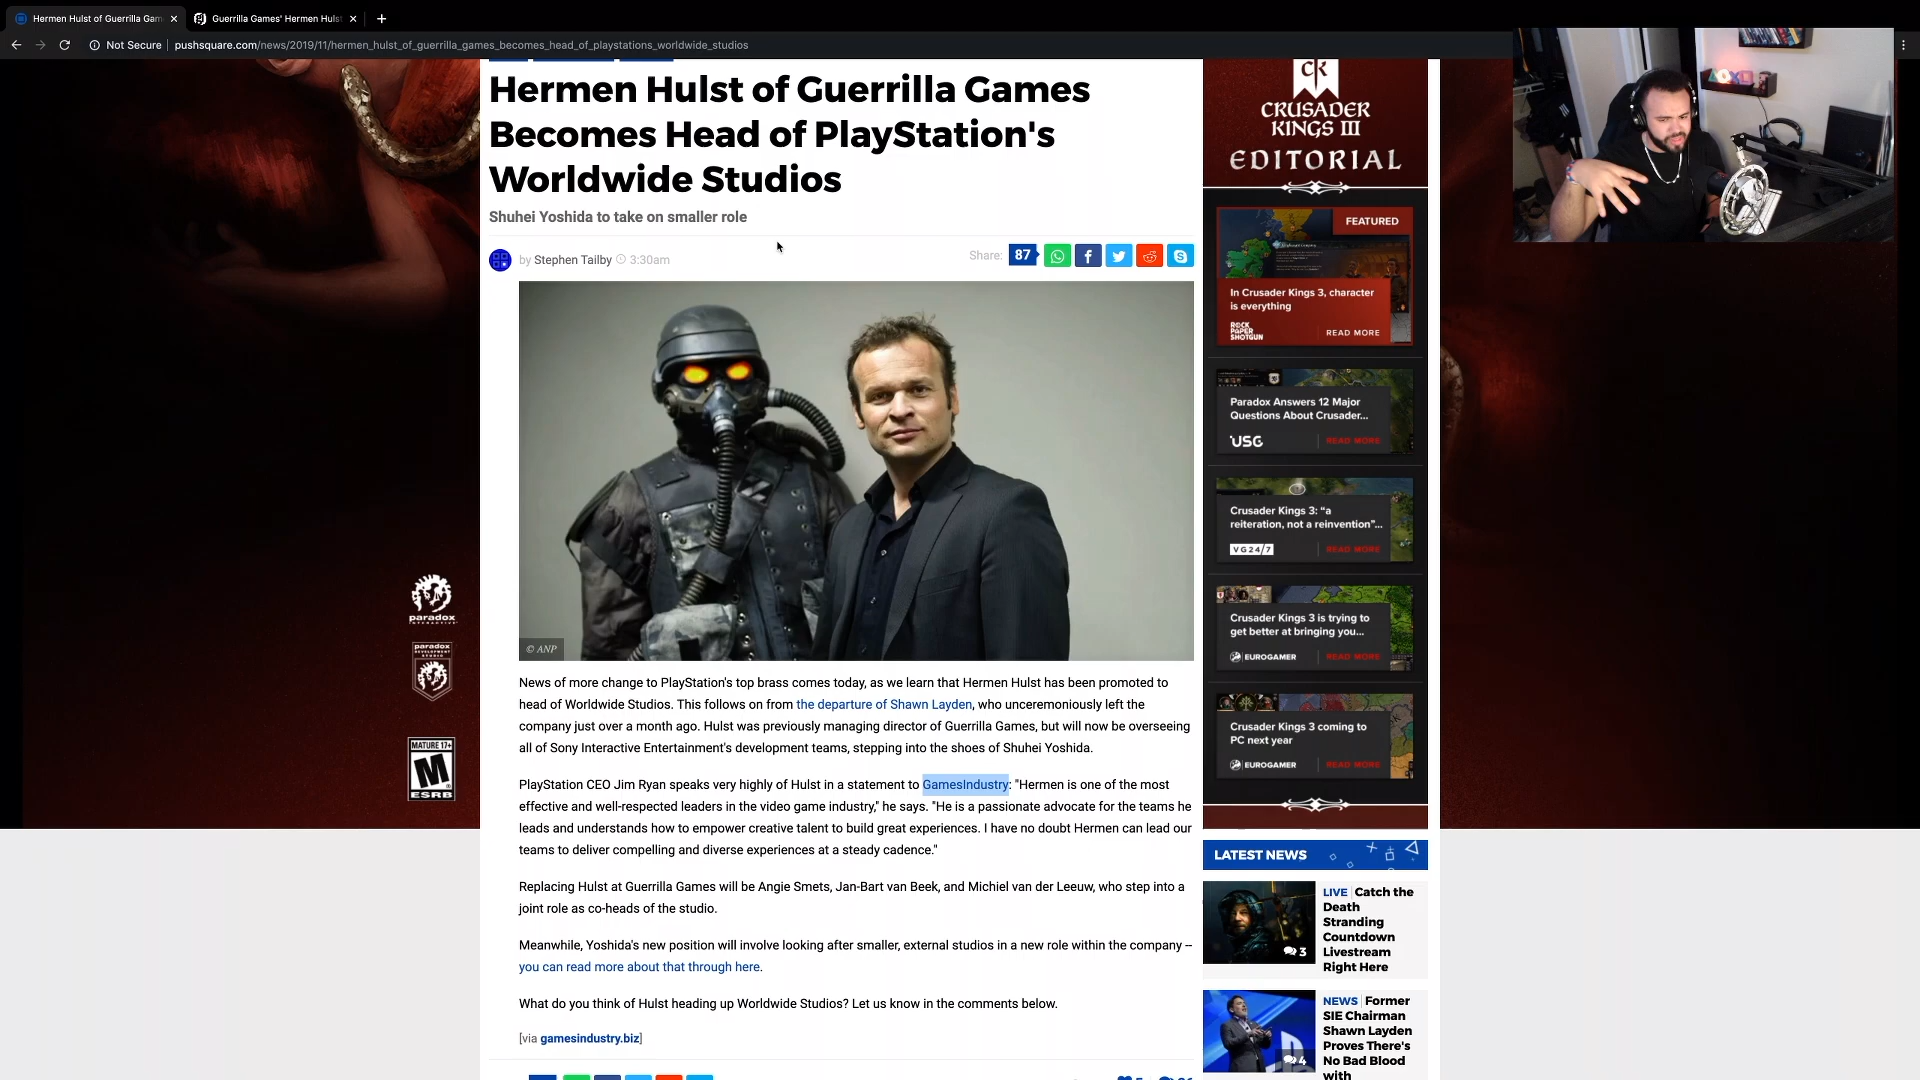 Hermen Hulst of Guerrilla Gam
Guerrilla Games' Hermen Hulst
Not Secure
pushsquare.com/news/2019/11/hermen_hulst_of_guerrilla_games_becomes_head_of_playstations_worldwide_studios
Hermen Hulst of Guerrilla Games
Becomes Head of PlayStation's
Worldwide Studios
Shuhei Yoshida to take on smaller role
by Stephen Tailby 3:30am
Share: 87
© ANP
News of more change to PlayStation's top brass comes today, as we learn that Hermen Hulst has been promoted to
head of Worldwide Studios. This follows on from the departure of Shawn Layden, who unceremoniously left the
company just over a month ago. Hulst was previously managing director of Guerrilla Games, but will now be overseeing
all of Sony Interactive Entertainment's development teams, stepping into the shoes of Shuhei Yoshida.
PlayStation CEO Jim Ryan speaks very highly of Hulst in a statement to GamesIndustry: "Hermen is one of the most
effective and well-respected leaders in the video game industry," he says. "He is a passionate advocate for the teams he
leads and understands how to empower creative talent to build great experiences. I have no doubt Hermen can lead our
teams to deliver compelling and diverse experiences at a steady cadence."
Replacing Hulst at Guerrilla Games will be Angie Smets, Jan-Bart van Beek, and Michiel van der Leeuw, who step into a
joint role as co-heads of the studio.
Meanwhile, Yoshida's new position will involve looking after smaller, external studios in a new role within the company –
you can read more about that through here.
What do you think of Hulst heading up Worldwide Studios? Let us know in the comments below.
[via gamesindustry.biz]
paradox
INTERACTIVE
paradox
DEVELOPMENT
STUDIO
MATURE 17+
M
ESRB
CK
CRUSADER
KINGS III
EDITORIAL
FEATURED
In Crusader Kings 3, character
is everything
ROCK
PAPER
SHOTGUN
READ MORE
Paradox Answers 12 Major
Questions About Crusader...
USG
READ MORE
Crusader Kings 3: “a
reiteration, not a reinvention”...
VG24/7
READ MORE
Crusader Kings 3 is trying to
get better at bringing you...
EUROGAMER
READ MORE
Crusader Kings 3 coming to
PC next year
EUROGAMER
READ MORE
LATEST NEWS
LIVE Catch the
Death
Stranding
Countdown
Livestream
Right Here
3
NEWS Former
SIE Chairman
Shawn Layden
Proves There's
No Bad Blood
with
4